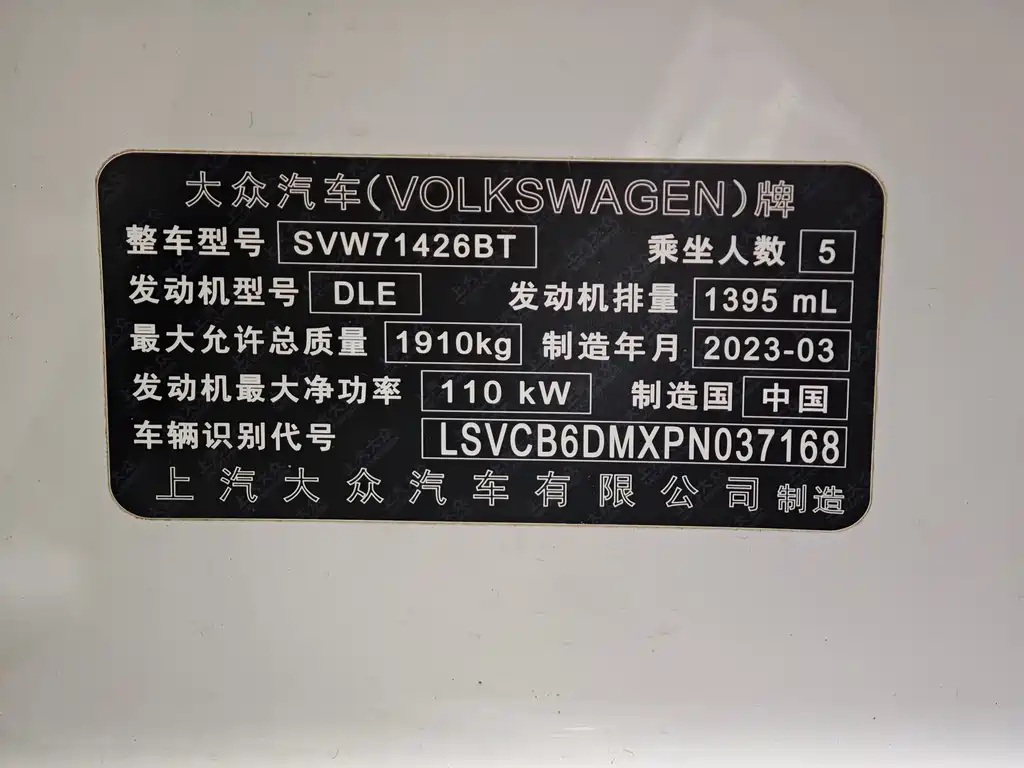 大众汽车(VOLKSWAGEN)牌
整车型号 SVW71426BT 乘坐人数 5
发动机型号 DLE 发动机排量 1395 mL
最大允许总质量 1910kg 制造年月 2023-03
发动机最大净功率 110 kW 制造国 中国
车辆识别代号 LSVCB6DMXPN037168
上汽大众汽车有限公司制造